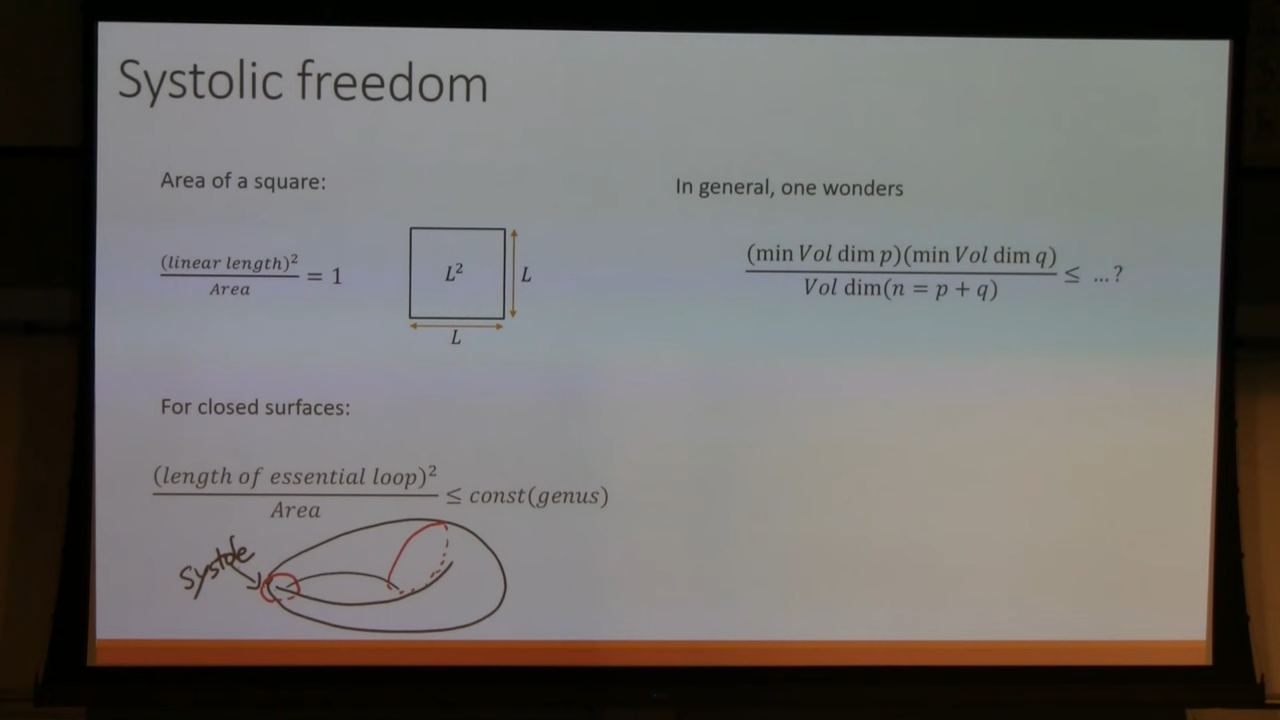 Systolic freedom
Area of a square:
(linear length)²
Area
= 1
L²
L
L
For closed surfaces:
(length of essential loop)²
Area
≤ const(genus)
Systole
In general, one wonders
(min Vol dim p)(min Vol dim q)
Vol dim(n = p + q)
≤ ...?